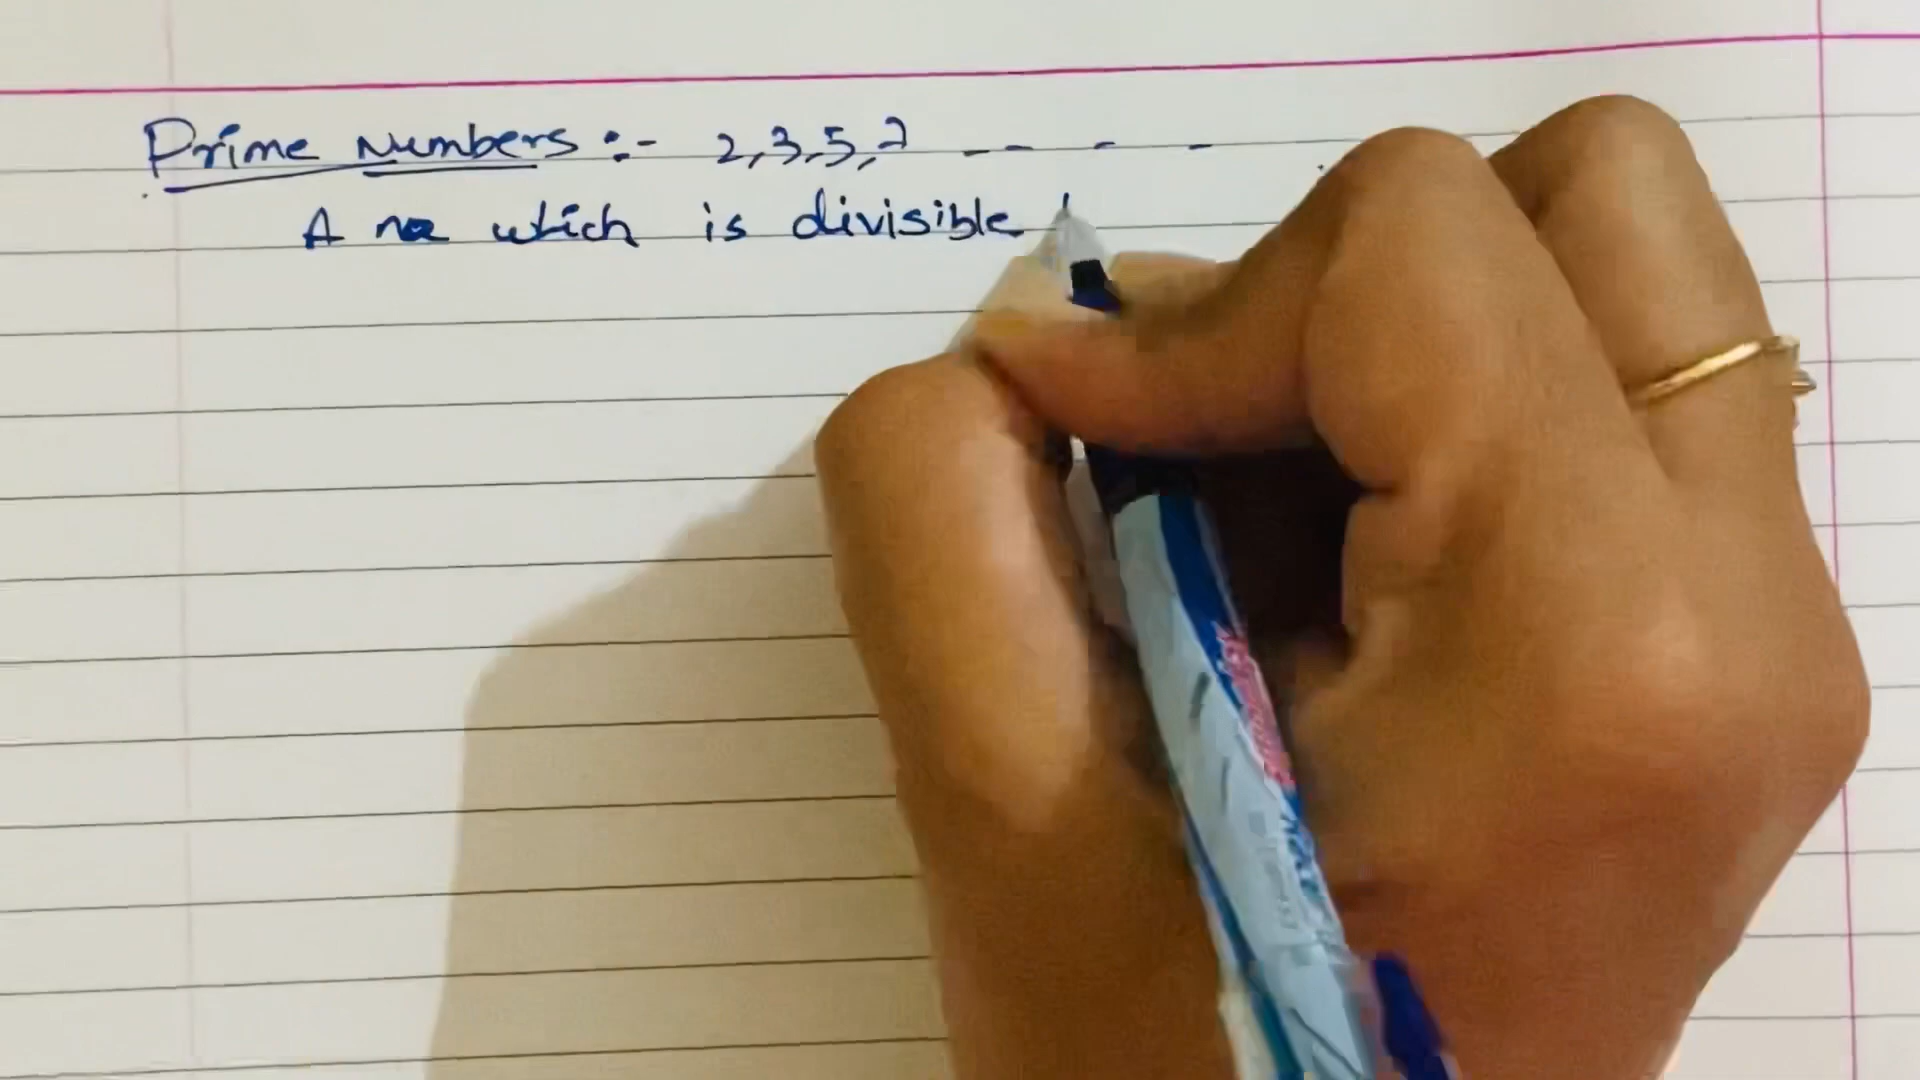 Prime Numbers :- 2,3,5,7 -- - -
A no which is divisible